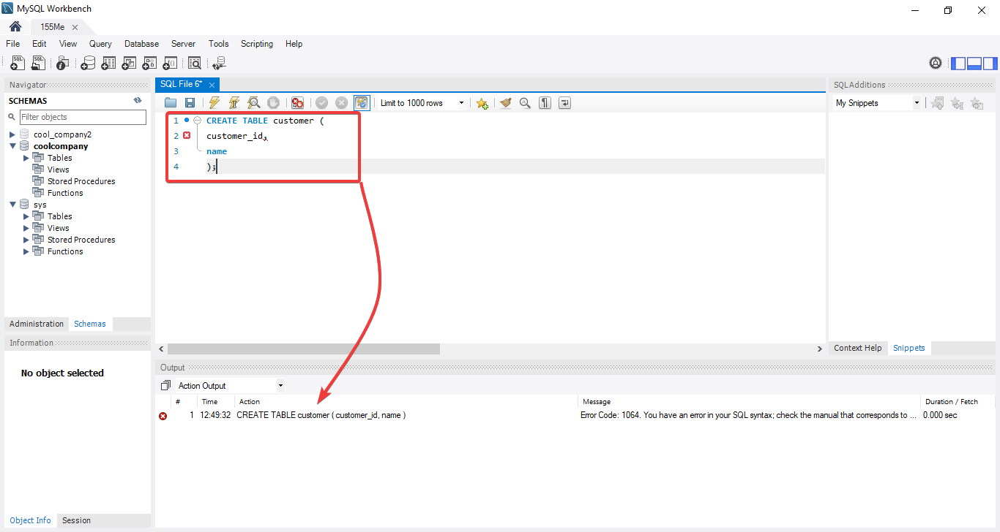 MySQL Workbench
155Me
File Edit View Query Database Server Tools Scripting Help
Navigator
SCHEMAS
Filter objects
cool_company2
coolcompany
Tables
Views
Stored Procedures
Functions
sys
Tables
Views
Stored Procedures
Functions
Administration Schemas
Information
No object selected
Object Info Session
SQL File 6*
Limit to 1000 rows
1 CREATE TABLE customer (
2 customer_id,
3 name
4 );
SQLAdditions
My Snippets
Context Help Snippets
Output
Action Output
# Time Action Message Duration / Fetch
1 12:49:32 CREATE TABLE customer ( customer_id, name ) Error Code: 1064. You have an error in your SQL syntax; check the manual that corresponds to ... 0.000 sec